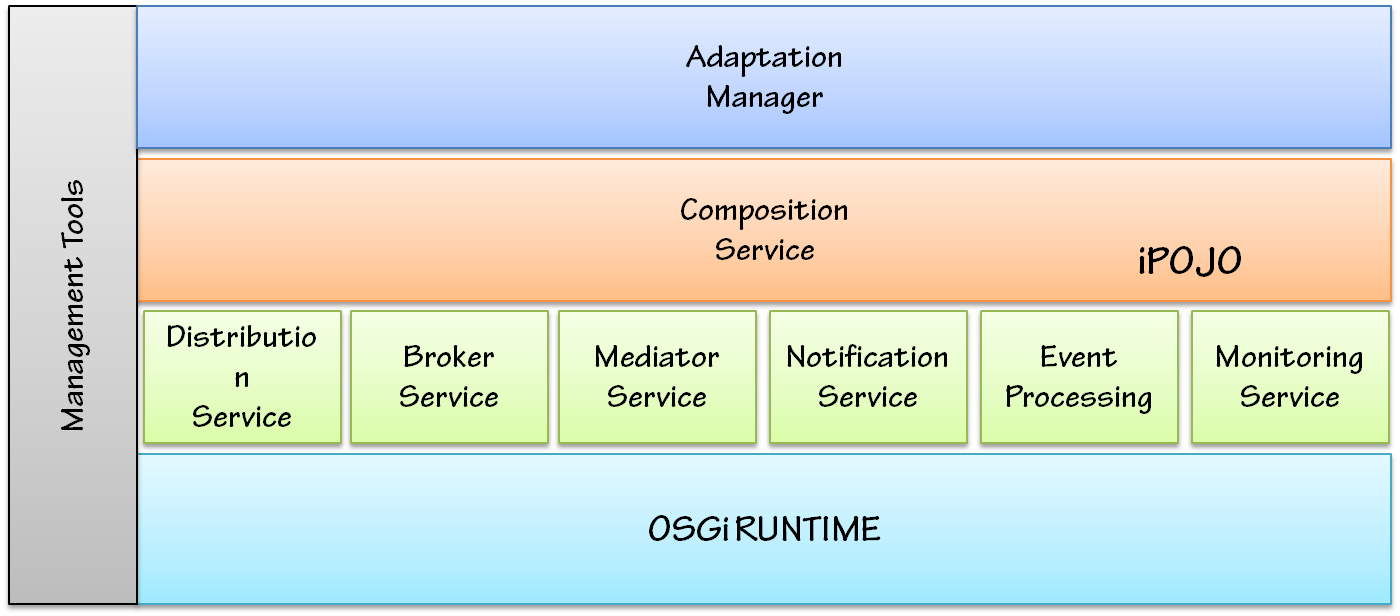 Management Tools
Adaptation
Manager
Composition
Service
iPOJO
Distributio
n
Service
Broker
Service
Mediator
Service
Notification
Service
Event
Processing
Monitoring
Service
OSGi RUNTIME